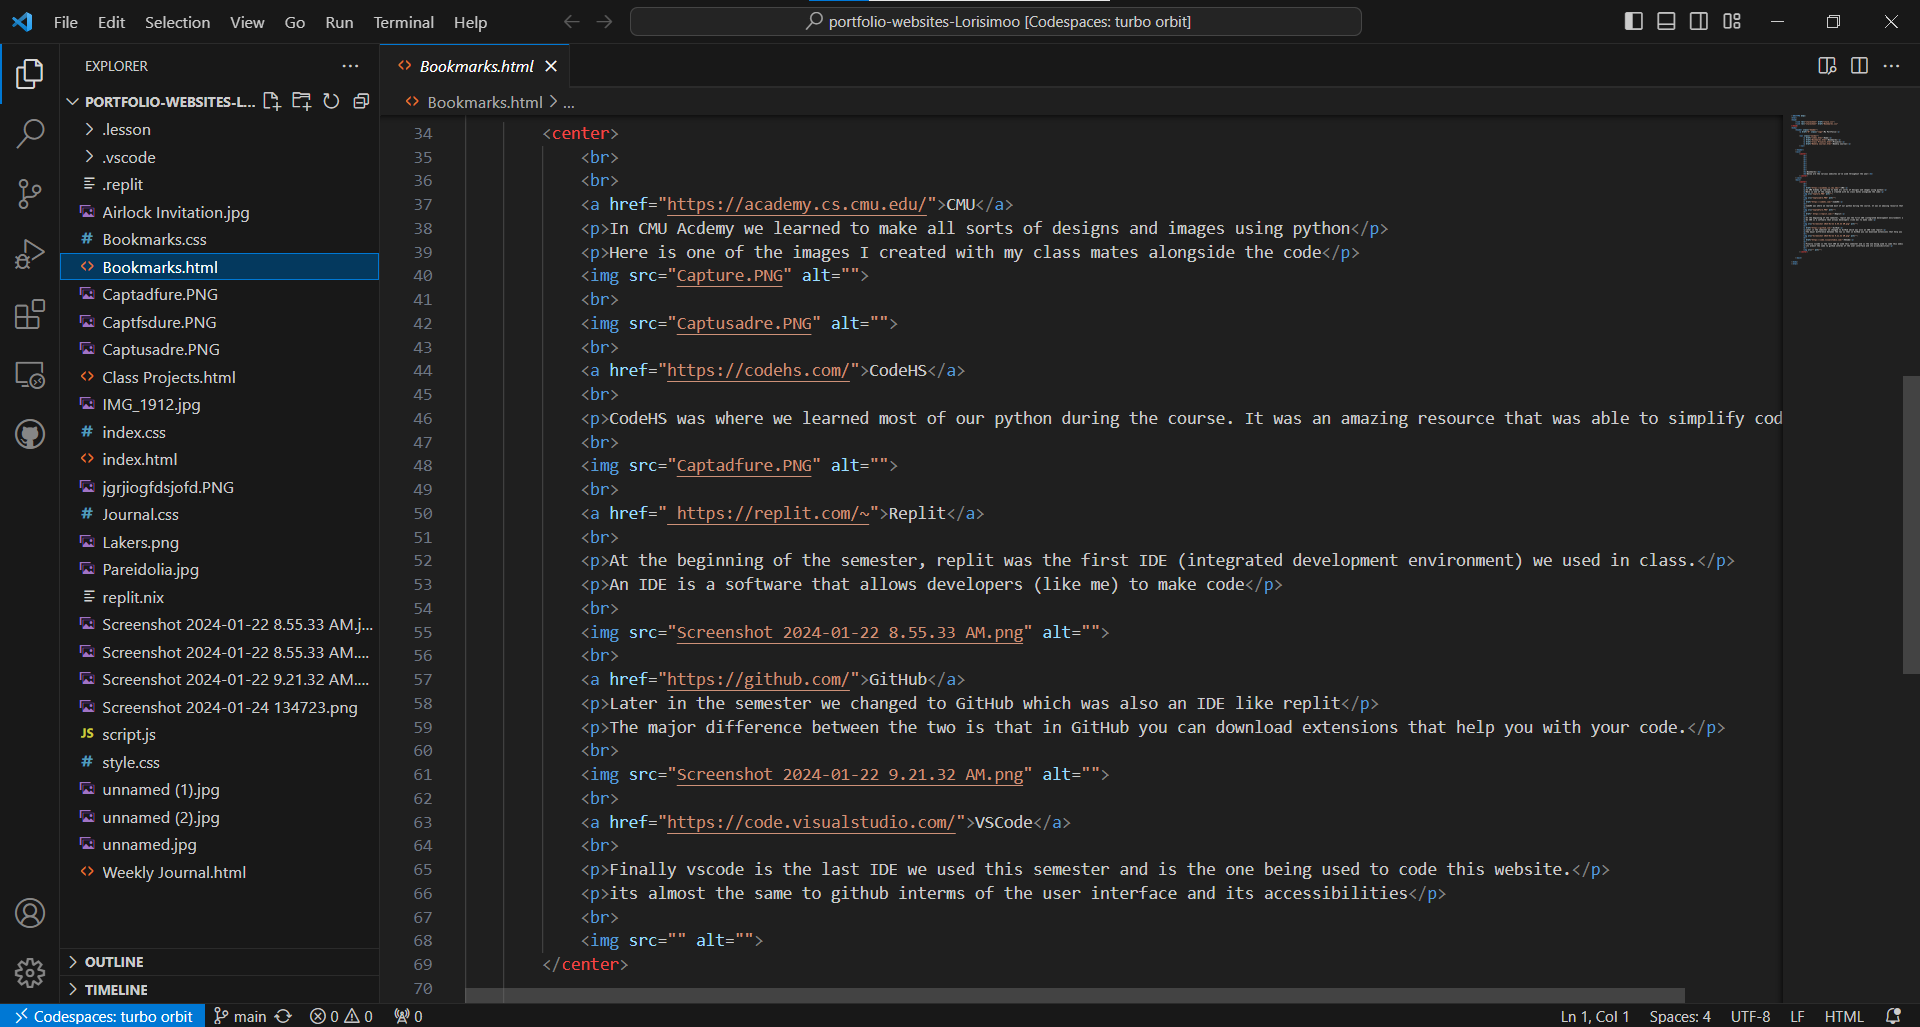 File Edit Selection View Go Run Terminal Help
portfolio-websites-Lorisimoo [Codespaces: turbo orbit]
EXPLORER
PORTFOLIO-WEBSITES-L...
.lesson
.vscode
.replit
Airlock Invitation.jpg
# Bookmarks.css
<> Bookmarks.html
Captadfure.PNG
Captfsdure.PNG
Captusadre.PNG
<> Class Projects.html
IMG_1912.jpg
# index.css
<> index.html
jgrjiogfdsjofd.PNG
# Journal.css
Lakers.png
Pareidolia.jpg
replit.nix
Screenshot 2024-01-22 8.55.33 AM.j...
Screenshot 2024-01-22 8.55.33 AM....
Screenshot 2024-01-22 9.21.32 AM....
Screenshot 2024-01-24 134723.png
JS script.js
# style.css
unnamed (1).jpg
unnamed (2).jpg
unnamed.jpg
<> Weekly Journal.html
OUTLINE
TIMELINE
<> Bookmarks.html
<> Bookmarks.html > ...
34 <center>
35 <br>
36 <br>
37 <a href="https://academy.cs.cmu.edu/">CMU</a>
38 <p>In CMU Acdemy we learned to make all sorts of designs and images using python</p>
39 <p>Here is one of the images I created with my class mates alongside the code</p>
40 <img src="Capture.PNG" alt="">
41 <br>
42 <img src="Captusadre.PNG" alt="">
43 <br>
44 <a href="https://codehs.com/">CodeHS</a>
45 <br>
46 <p>CodeHS was where we learned most of our python during the course. It was an amazing resource that was able to simplify cod
47 <br>
48 <img src="Captadfure.PNG" alt="">
49 <br>
50 <a href=" https://replit.com/~">Replit</a>
51 <br>
52 <p>At the beginning of the semester, replit was the first IDE (integrated development environment) we used in class.</p>
53 <p>An IDE is a software that allows developers (like me) to make code</p>
54 <br>
55 <img src="Screenshot 2024-01-22 8.55.33 AM.png" alt="">
56 <br>
57 <a href="https://github.com/">GitHub</a>
58 <p>Later in the semester we changed to GitHub which was also an IDE like replit</p>
59 <p>The major difference between the two is that in GitHub you can download extensions that help you with your code.</p>
60 <br>
61 <img src="Screenshot 2024-01-22 9.21.32 AM.png" alt="">
62 <br>
63 <a href="https://code.visualstudio.com/">VSCode</a>
64 <br>
65 <p>Finally vscode is the last IDE we used this semester and is the one being used to code this website.</p>
66 <p>its almost the same to github interms of the user interface and its accessibilities</p>
67 <br>
68 <img src="" alt="">
69 </center>
70
Codespaces: turbo orbit main 0 0 0 Ln 1, Col 1 Spaces: 4 UTF-8 LF HTML